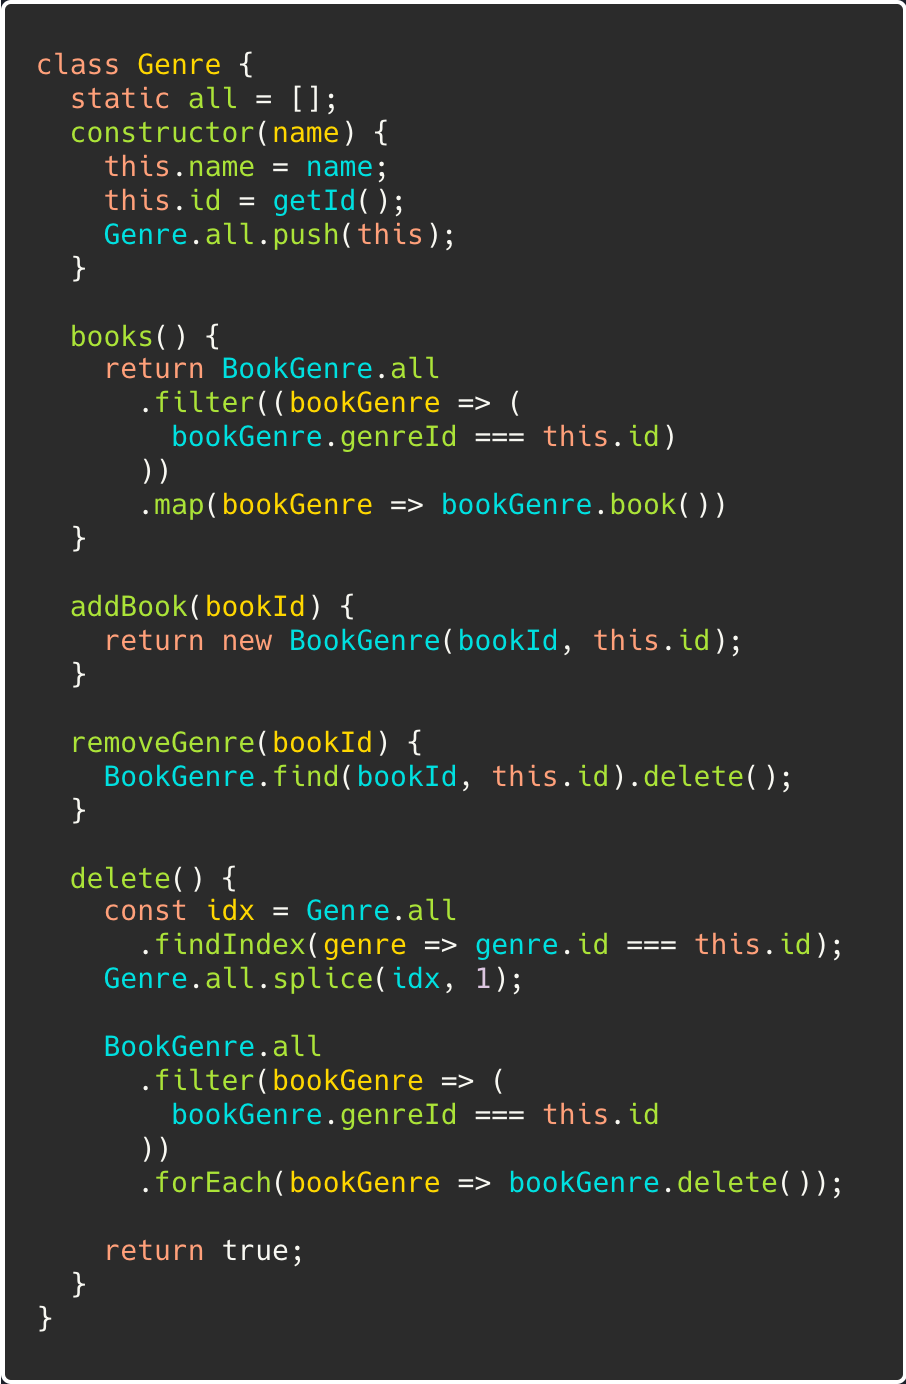 class Genre {
  static all = [];
  constructor(name) {
    this.name = name;
    this.id = getId();
    Genre.all.push(this);
  }

  books() {
    return BookGenre.all
      .filter((bookGenre => (
        bookGenre.genreId === this.id)
      ))
      .map(bookGenre => bookGenre.book())
  }

  addBook(bookId) {
    return new BookGenre(bookId, this.id);
  }

  removeGenre(bookId) {
    BookGenre.find(bookId, this.id).delete();
  }

  delete() {
    const idx = Genre.all
      .findIndex(genre => genre.id === this.id);
    Genre.all.splice(idx, 1);

    BookGenre.all
      .filter(bookGenre => (
        bookGenre.genreId === this.id
      ))
      .forEach(bookGenre => bookGenre.delete());

    return true;
  }
}